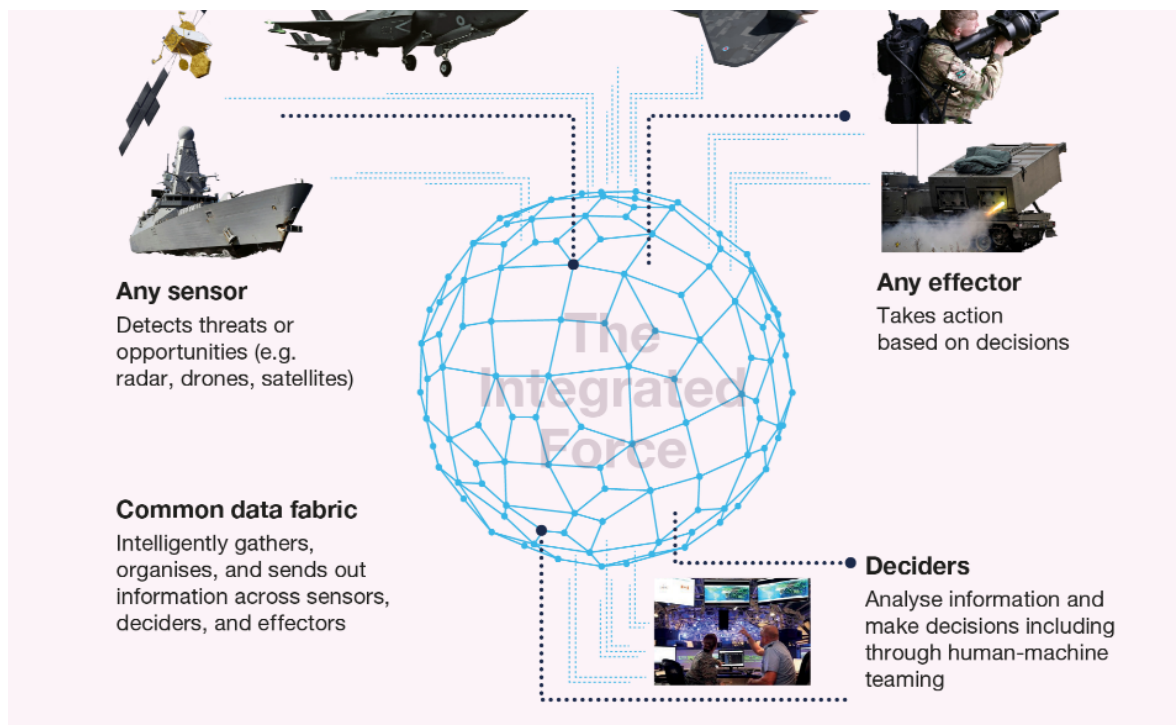 Any sensor
Detects threats or
opportunities (e.g.
radar, drones, satellites)
Any effector
Takes action
based on decisions
The
Integrated
Force
Common data fabric
Intelligently gathers,
organises, and sends out
information across sensors,
deciders, and effectors
Deciders
Analyse information and
make decisions including
through human-machine
teaming